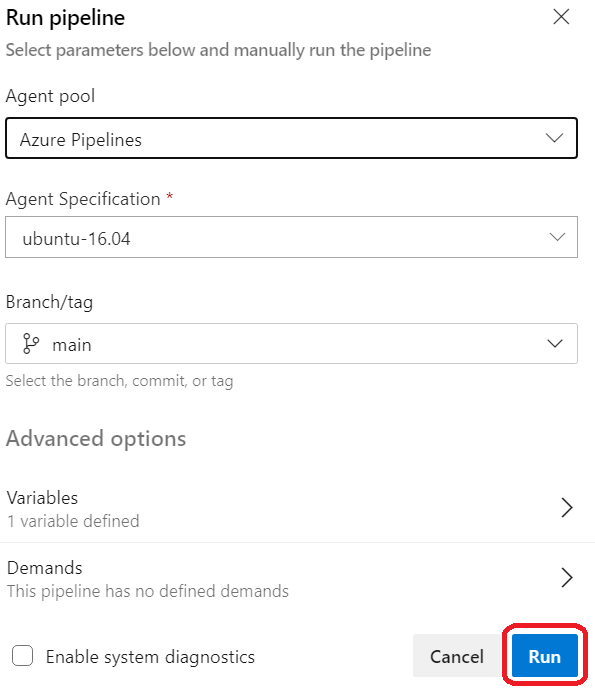 Run pipeline
Select parameters below and manually run the pipeline
Agent pool
Azure Pipelines
Agent Specification *
ubuntu-16.04
Branch/tag
main
Select the branch, commit, or tag
Advanced options
Variables
1 variable defined
Demands
This pipeline has no defined demands
Enable system diagnostics
Cancel
Run